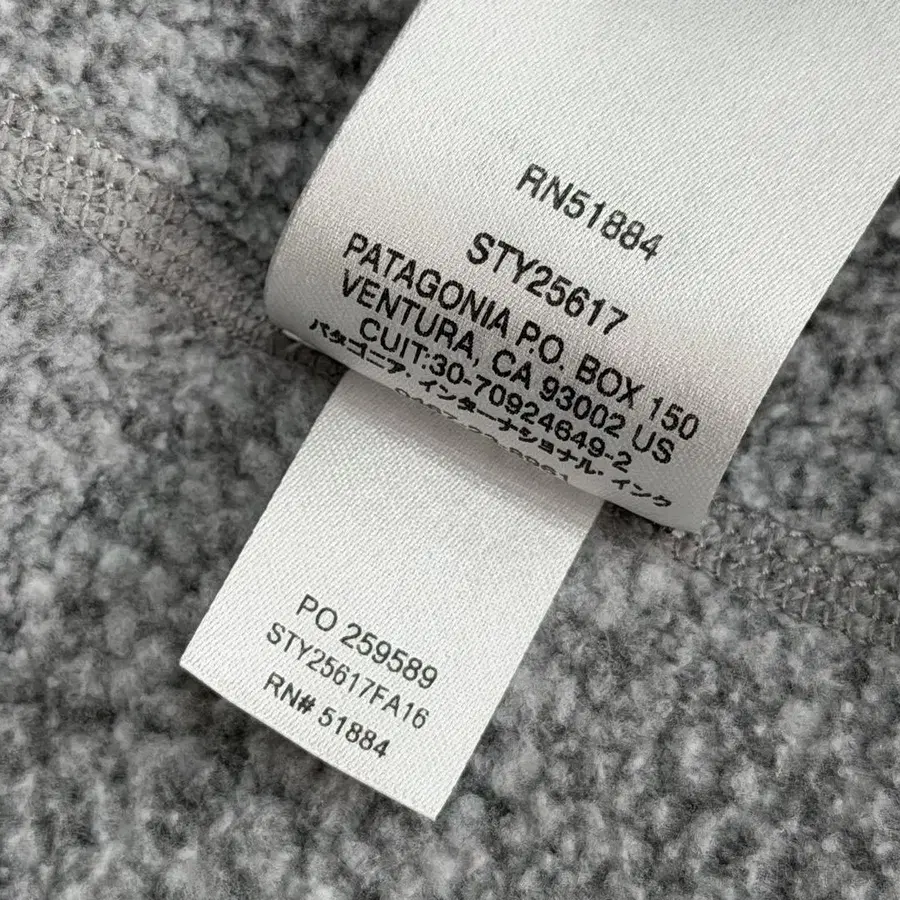 RN51884
STY25617
PATAGONIA P.O. BOX 150
VENTURA, CA 93002 US
CUIT:30-70924649-2
パタゴニア・インターナショナル・インク
PO 259589
STY25617FA16
RN# 51884